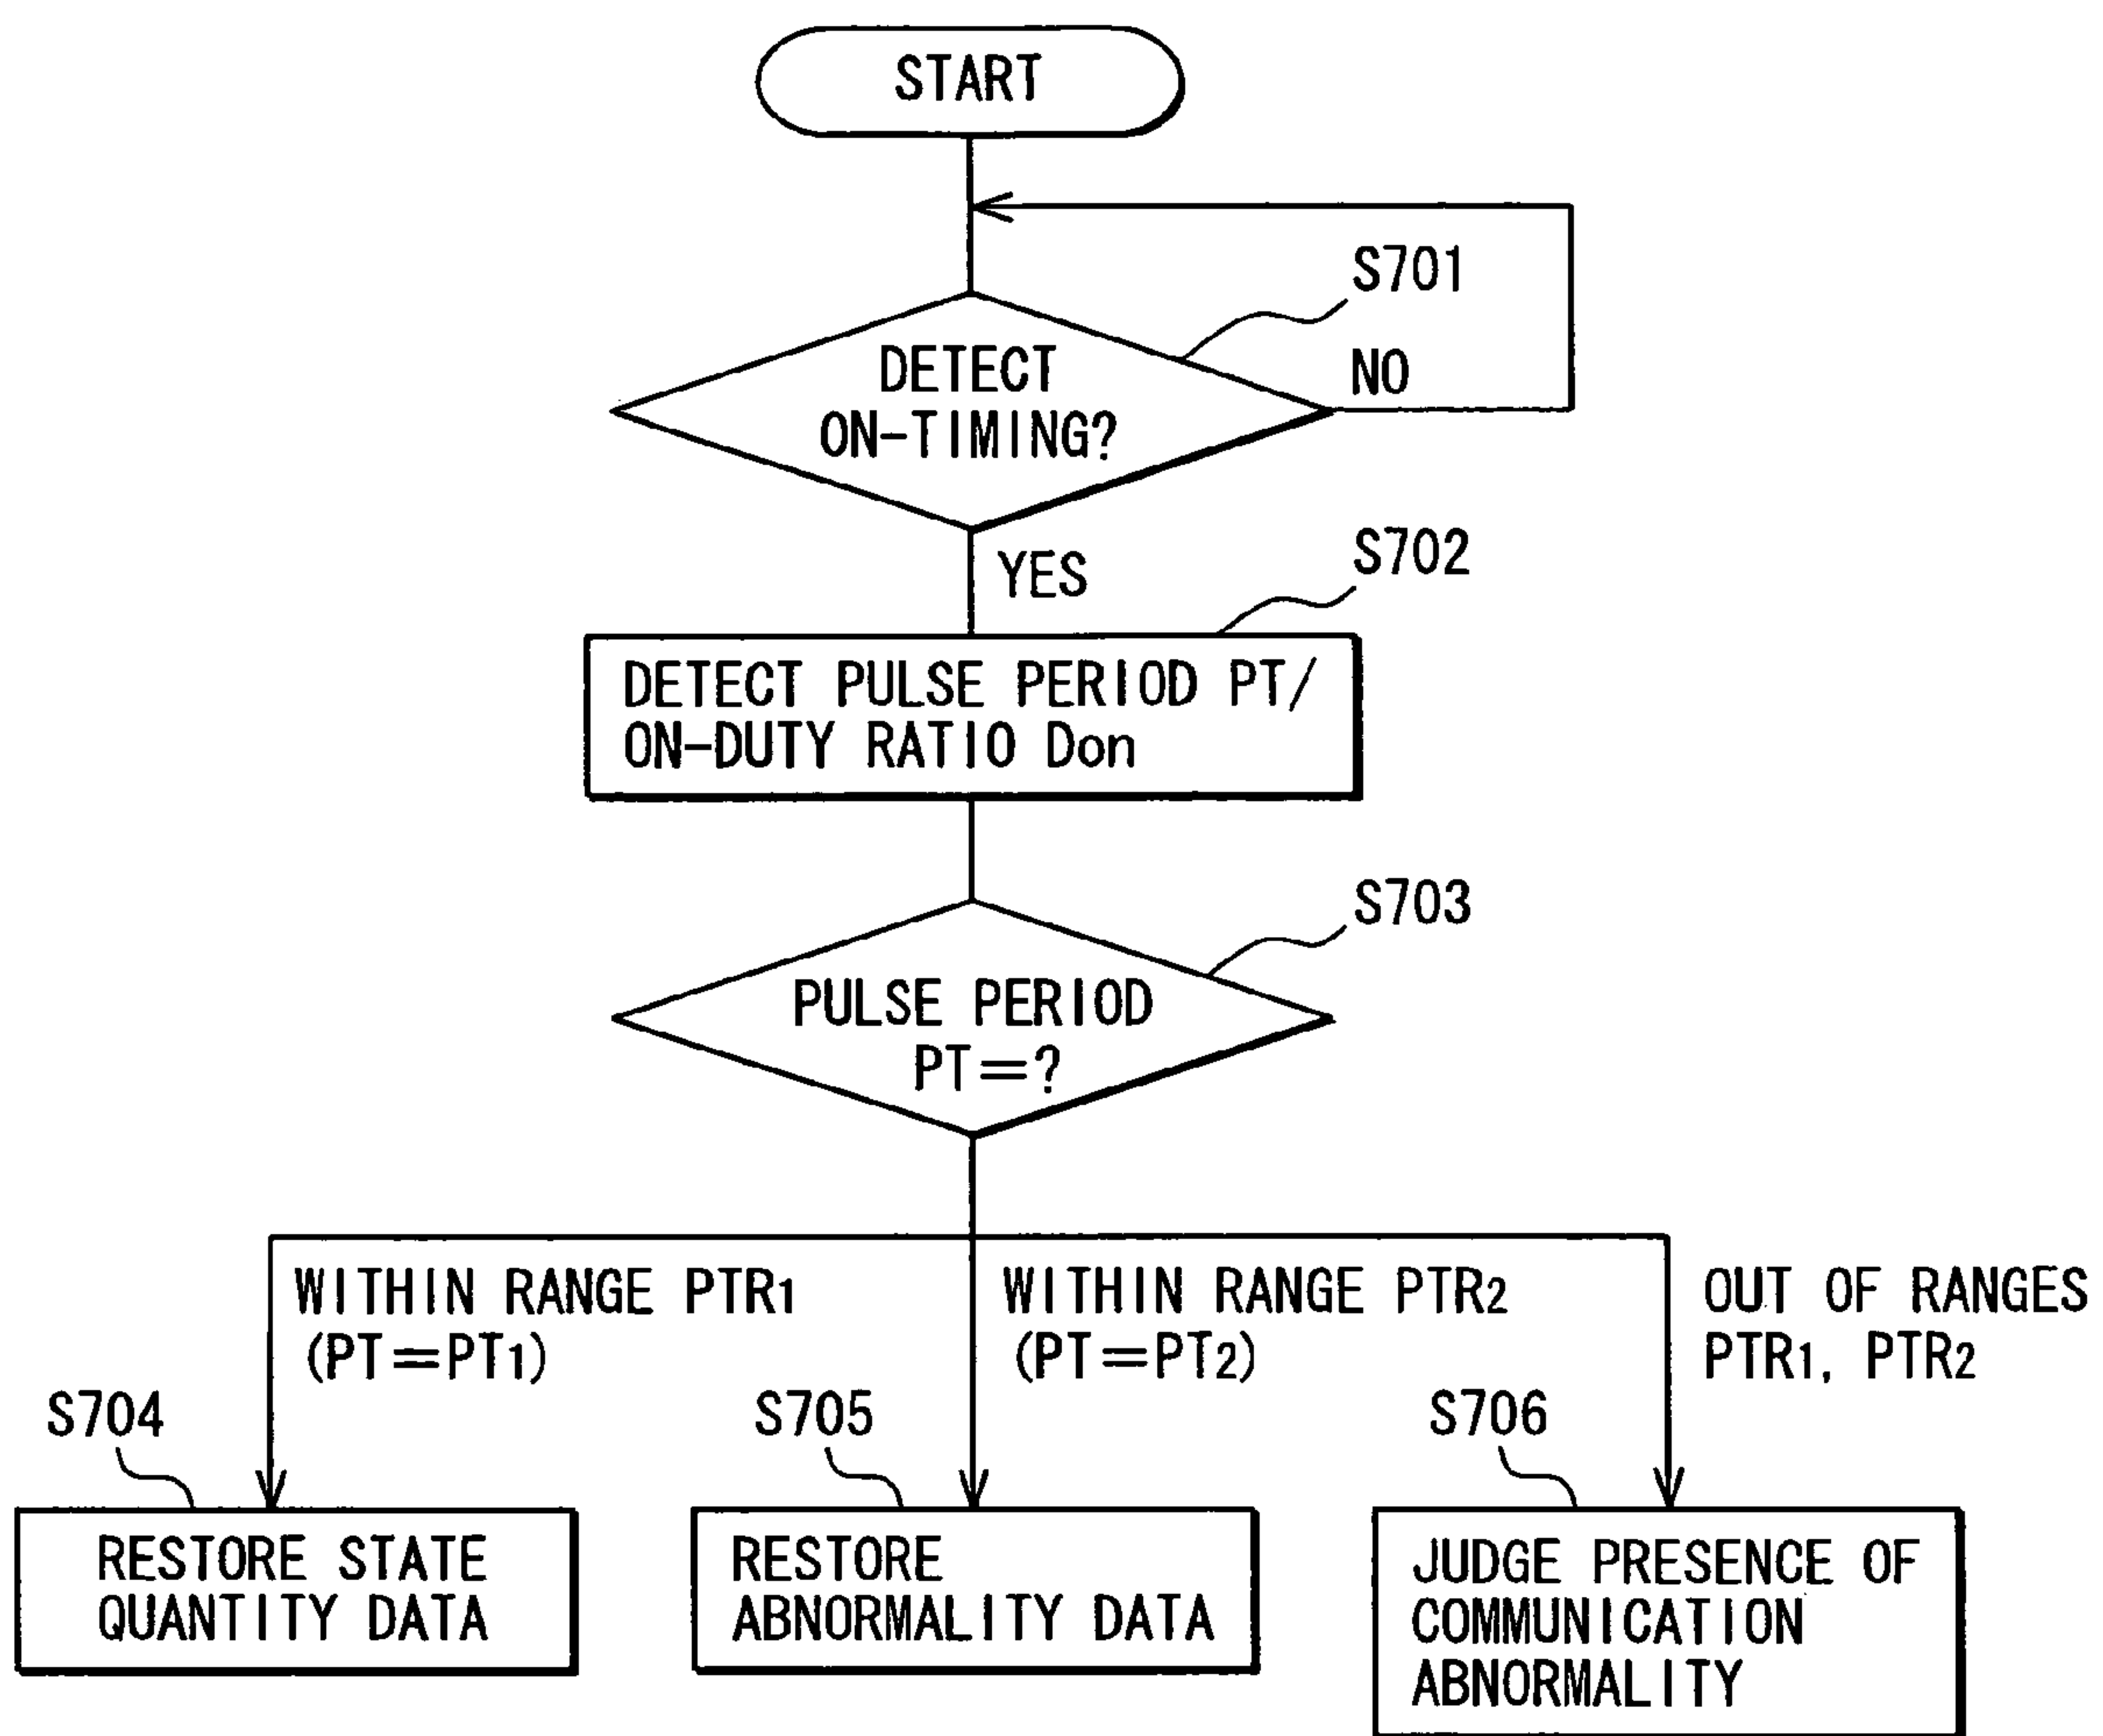 START
S701
DETECT
ON-TIMING?
NO
YES
S702
DETECT PULSE PERIOD PT/
ON-DUTY RATIO Don
S703
PULSE PERIOD
PT=?
WITHIN RANGE PTR1
(PT=PT1)
WITHIN RANGE PTR2
(PT=PT2)
OUT OF RANGES
PTR1, PTR2
S704
RESTORE STATE
QUANTITY DATA
S705
RESTORE
ABNORMALITY DATA
S706
JUDGE PRESENCE OF
COMMUNICATION
ABNORMALITY